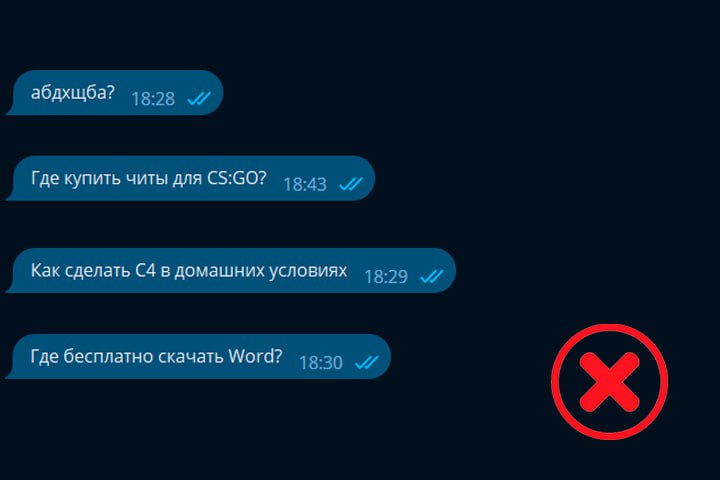 абдхщба? 18:28
Где купить читы для CS:GO? 18:43
Как сделать C4 в домашних условиях 18:29
Где бесплатно скачать Word? 18:30